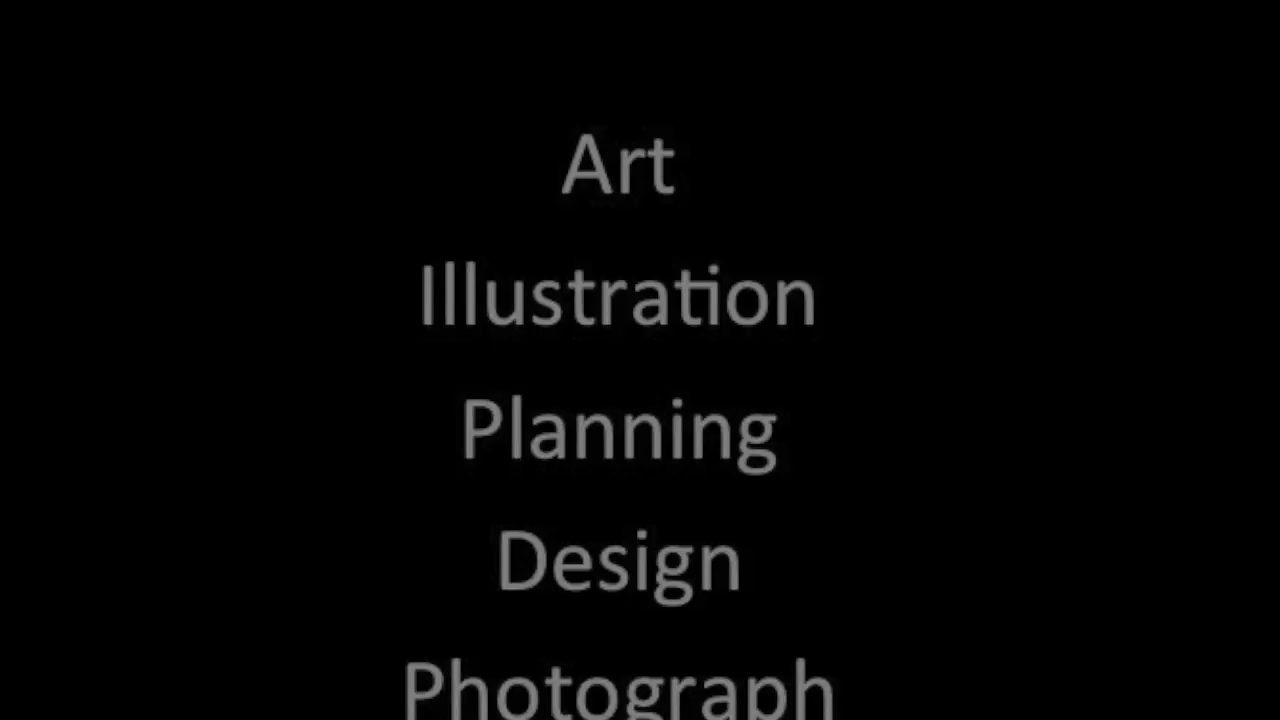 Art
Illustration
Planning
Design
Photograph